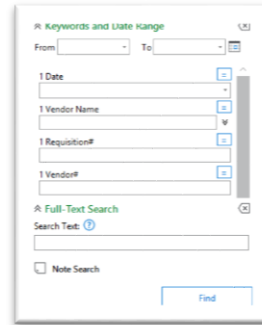 Keywords and Date Range
From To
1 Date =
1 Vendor Name =
1 Requisition# =
1 Vendor# =
Full-Text Search
Search Text: ?
Note Search
Find